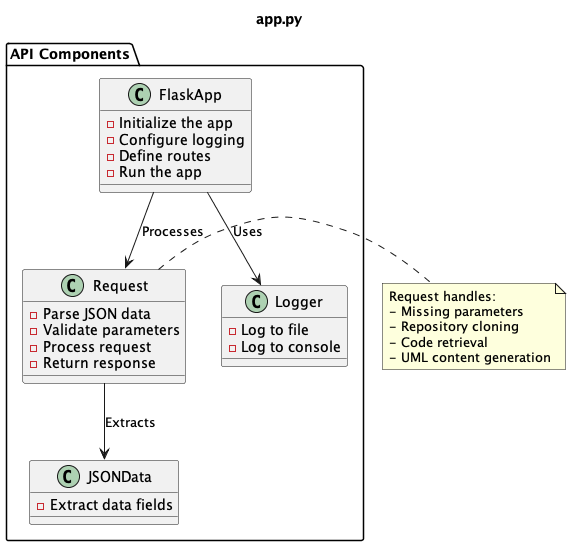 app.py
API Components
C FlaskApp
Initialize the app
Configure logging
Define routes
Run the app
Processes
Uses
C Request
Parse JSON data
Validate parameters
Process request
Return response
C Logger
Log to file
Log to console
Request handles:
- Missing parameters
- Repository cloning
- Code retrieval
- UML content generation
Extracts
C JSONData
Extract data fields